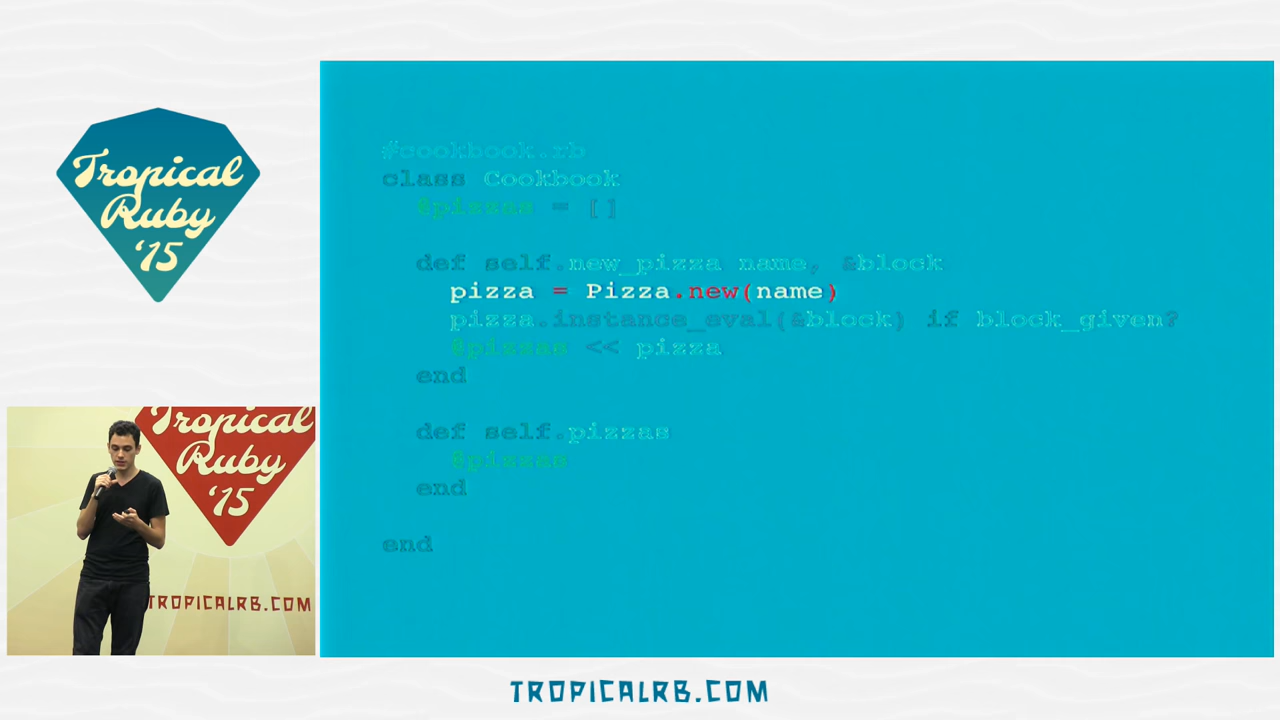 Tropical
Ruby
'15
#cookbook.rb
class Cookbook
@pizzas = []
def self.new_pizza name, &block
pizza = Pizza.new(name)
pizza.instance_eval(&block) if block_given?
@pizzas << pizza
end
def self.pizzas
@pizzas
end
end
Tropical
Ruby
'15
TROPICALRB.COM
TROPICALRB.COM